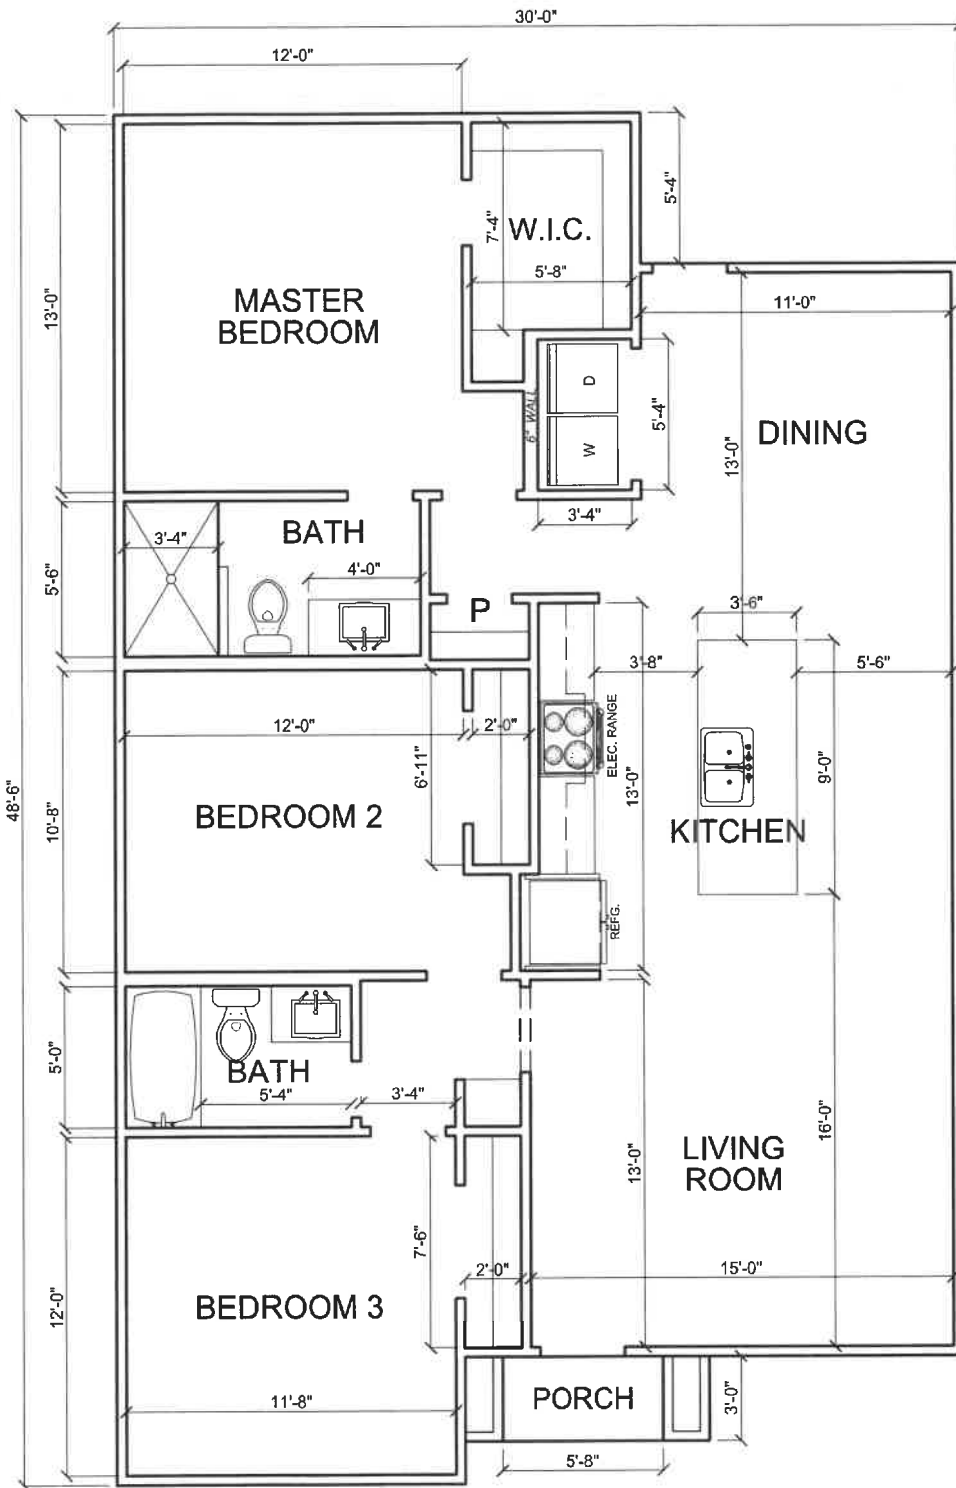 30'-0"
12'-0"
5'-4"
7'-4"
W.I.C.
5'-8"
13'-0"
MASTER
BEDROOM
11'-0"
D
6" WALL
W
5'-4"
13'-0"
DINING
3'-4"
BATH
3'-4"
4'-0"
5'-6"
P
3'-6"
3'-8"
5'-6"
12'-0"
2'-0"
6'-11"
ELEC. RANGE
13'-0"
9'-0"
48'-6"
10'-8"
BEDROOM 2
KITCHEN
REFG.
5'-0"
BATH
5'-4"
3'-4"
13'-0"
16'-0"
LIVING
ROOM
7'-6"
2'-0"
15'-0"
12'-0"
BEDROOM 3
11'-8"
PORCH
3'-0"
5'-8"